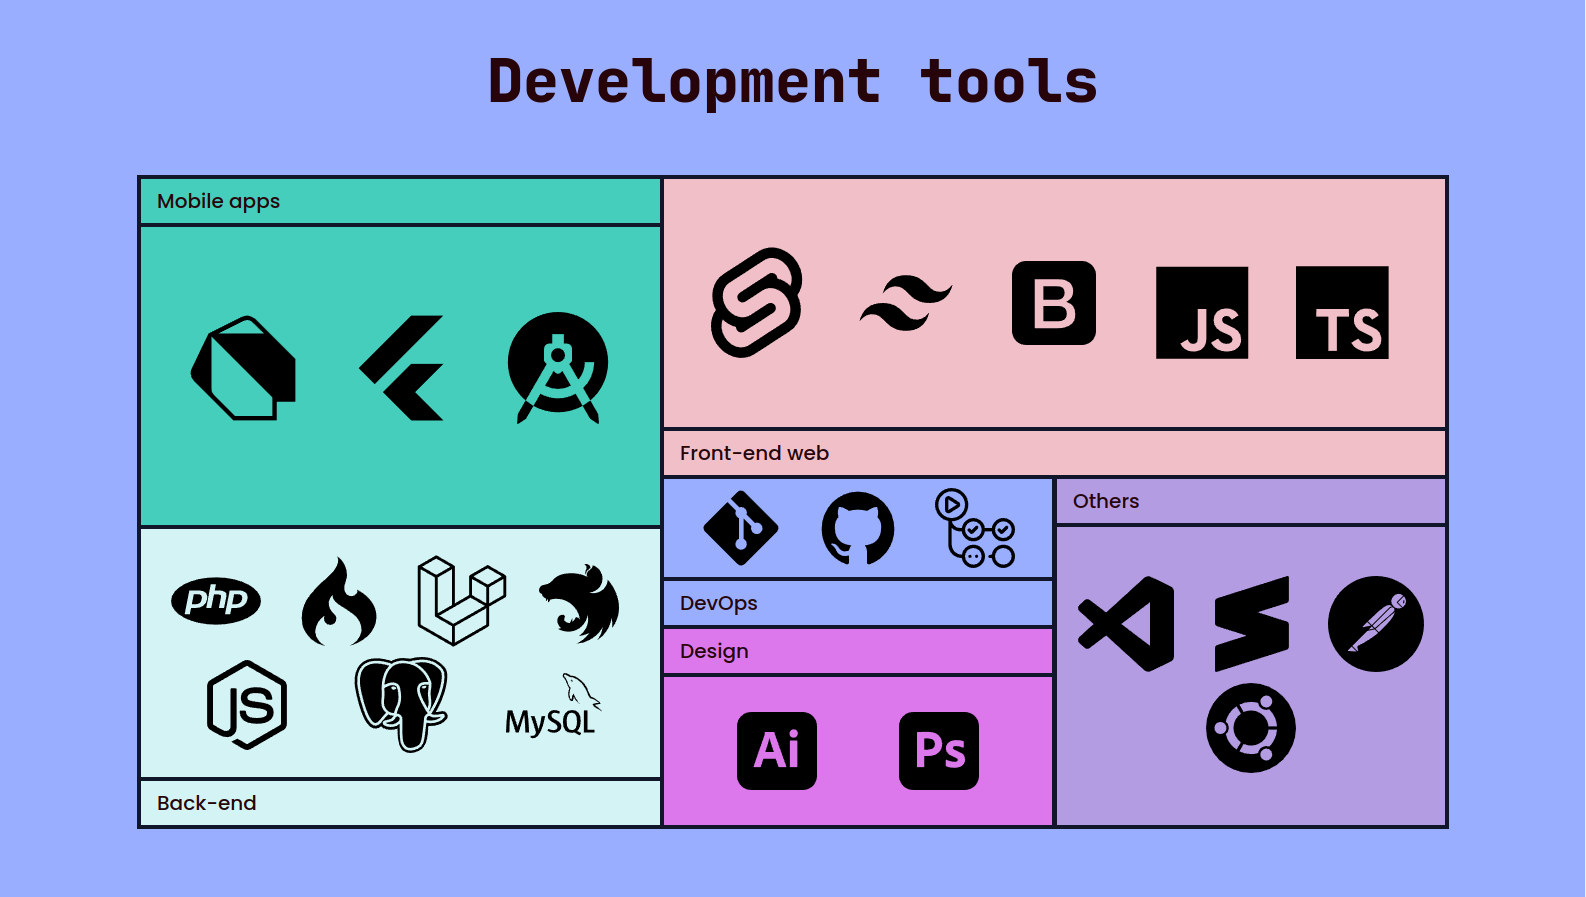 Development tools
Mobile apps
B
JS
TS
Front-end web
php
JS
MySQL
Back-end
DevOps
Others
Design
Ai
Ps